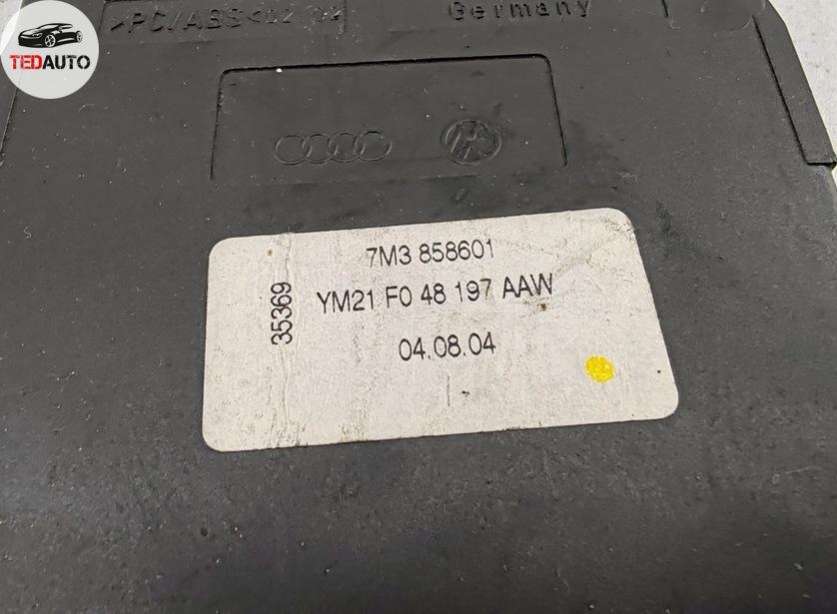 TEDAUTO
>PC/ABS<
Germany
7M3 858601
35369
YM21 F0 48 197 AAW
04.08.04